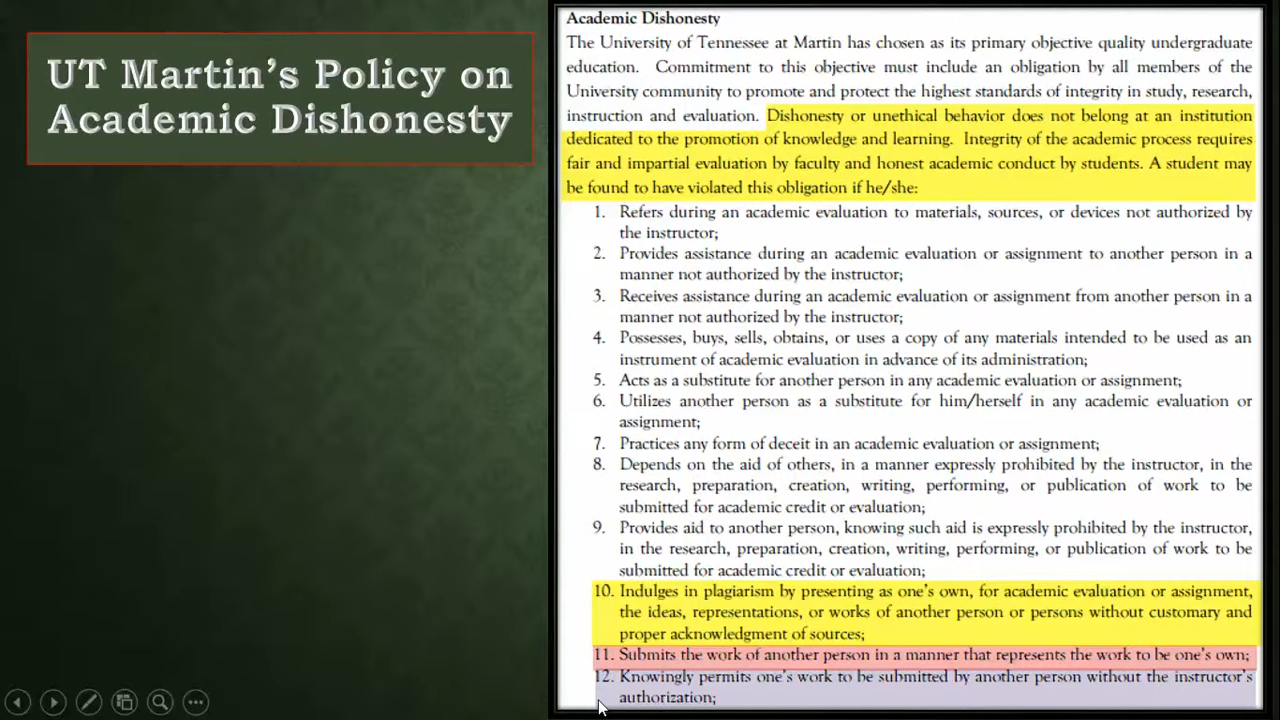 UT Martin's Policy on
Academic Dishonesty
Academic Dishonesty
The University of Tennessee at Martin has chosen as its primary objective quality undergraduate
education. Commitment to this objective must include an obligation by all members of the
University community to promote and protect the highest standards of integrity in study, research,
instruction and evaluation. Dishonesty or unethical behavior does not belong at an institution
dedicated to the promotion of knowledge and learning. Integrity of the academic process requires
fair and impartial evaluation by faculty and honest academic conduct by students. A student may
be found to have violated this obligation if he/she:
1. Refers during an academic evaluation to materials, sources, or devices not authorized by
the instructor;
2. Provides assistance during an academic evaluation or assignment to another person in a
manner not authorized by the instructor;
3. Receives assistance during an academic evaluation or assignment from another person in a
manner not authorized by the instructor;
4. Possesses, buys, sells, obtains, or uses a copy of any materials intended to be used as an
instrument of academic evaluation in advance of its administration;
5. Acts as a substitute for another person in any academic evaluation or assignment;
6. Utilizes another person as a substitute for him/herself in any academic evaluation or
assignment;
7. Practices any form of deceit in an academic evaluation or assignment;
8. Depends on the aid of others, in a manner expressly prohibited by the instructor, in the
research, preparation, creation, writing, performing, or publication of work to be
submitted for academic credit or evaluation;
9. Provides aid to another person, knowing such aid is expressly prohibited by the instructor,
in the research, preparation, creation, writing, performing, or publication of work to be
submitted for academic credit or evaluation;
10. Indulges in plagiarism by presenting as one's own, for academic evaluation or assignment,
the ideas, representations, or works of another person or persons without customary and
proper acknowledgment of sources;
11. Submits the work of another person in a manner that represents the work to be one's own;
12. Knowingly permits one's work to be submitted by another person without the instructor's
authorization;